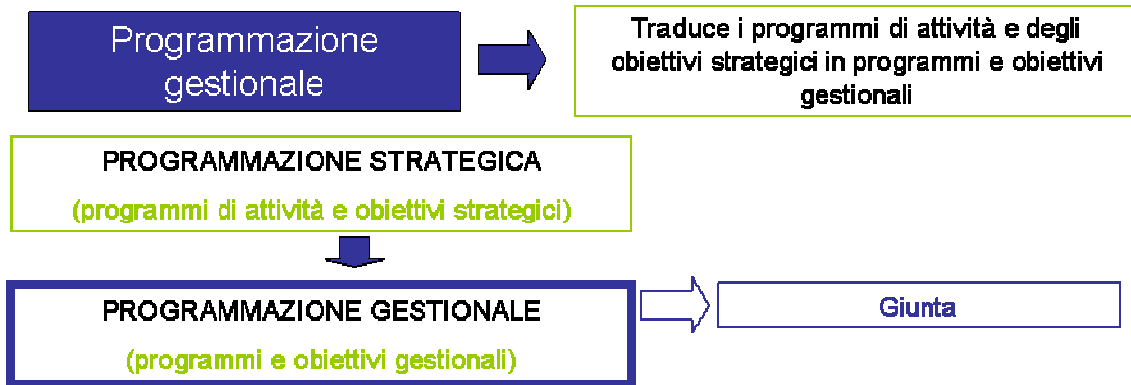 Programmazione
gestionale
Traduce i programmi di attività e degli
obiettivi strategici in programmi e obiettivi
gestionali
PROGRAMMAZIONE STRATEGICA
(programmi di attività e obiettivi strategici)
PROGRAMMAZIONE GESTIONALE
(programmi e obiettivi gestionali)
Giunta